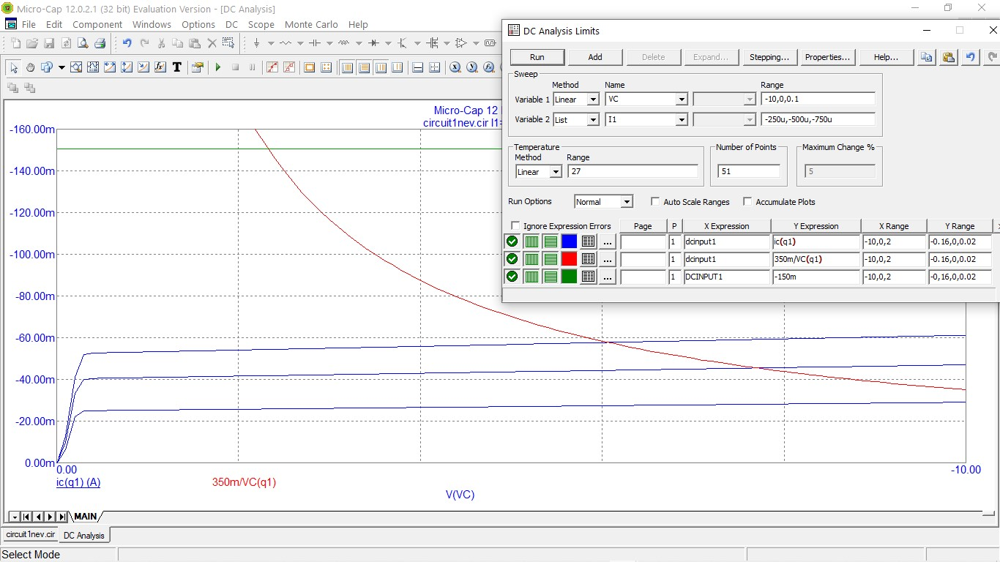 Micro-Cap 12.0.2.1 (32 bit) Evaluation Version - [DC Analysis]
File Edit Component Windows Options DC Scope Monte Carlo Help
T
Micro-Cap 12
circuit1nev.cir I1=
-160.00m
-140.00m
-120.00m
-100.00m
-80.00m
-60.00m
-40.00m
-20.00m
0.00m
0.00
-10.00
ic(q1) (A)
350m/VC(q1)
V(VC)
DC Analysis Limits
Run Add Delete Expand... Stepping... Properties... Help...
Sweep
Method Name Range
Variable 1 Linear VC -10,0,0.1
Variable 2 List I1 -250u,-500u,-750u
Temperature
Method Range
Linear 27
Number of Points
51
Maximum Change %
5
Run Options Normal Auto Scale Ranges Accumulate Plots
Ignore Expression Errors Page P X Expression Y Expression X Range Y Range >
... 1 dcinput1 ic(q1) -10,0,2 -0.16,0,0.02
... 1 dcinput1 350m/VC(q1) -10,0,2 -0.16,0,0.02
... 1 DCINPUT1 -150m -10,0,2 -0,16,0,0.02
MAIN
circuit1nev.cir DC Analysis
Select Mode